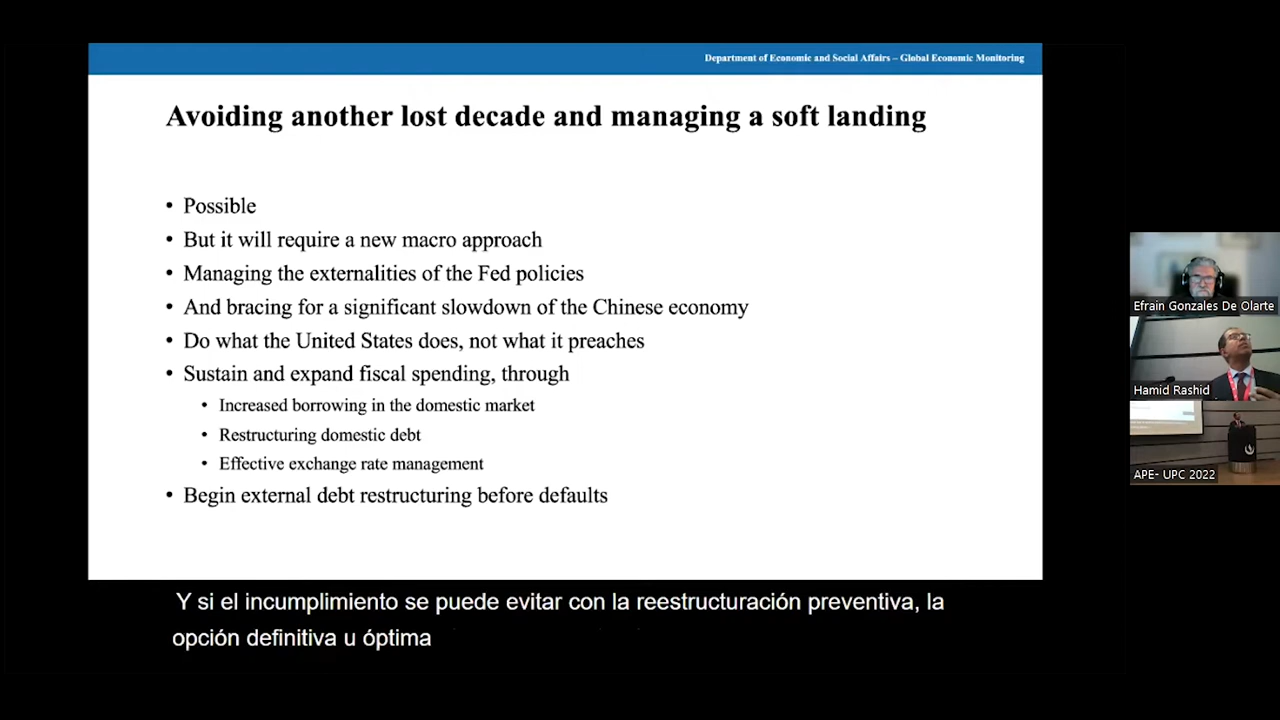 Department of Economic and Social Affairs – Global Economic Monitoring
Avoiding another lost decade and managing a soft landing
• Possible
• But it will require a new macro approach
• Managing the externalities of the Fed policies
• And bracing for a significant slowdown of the Chinese economy
• Do what the United States does, not what it preaches
• Sustain and expand fiscal spending, through
• Increased borrowing in the domestic market
• Restructuring domestic debt
• Effective exchange rate management
• Begin external debt restructuring before defaults
Efrain Gonzales De Olarte
Hamid Rashid
APE- UPC 2022
Y si el incumplimiento se puede evitar con la reestructuración preventiva, la
opción definitiva u óptima